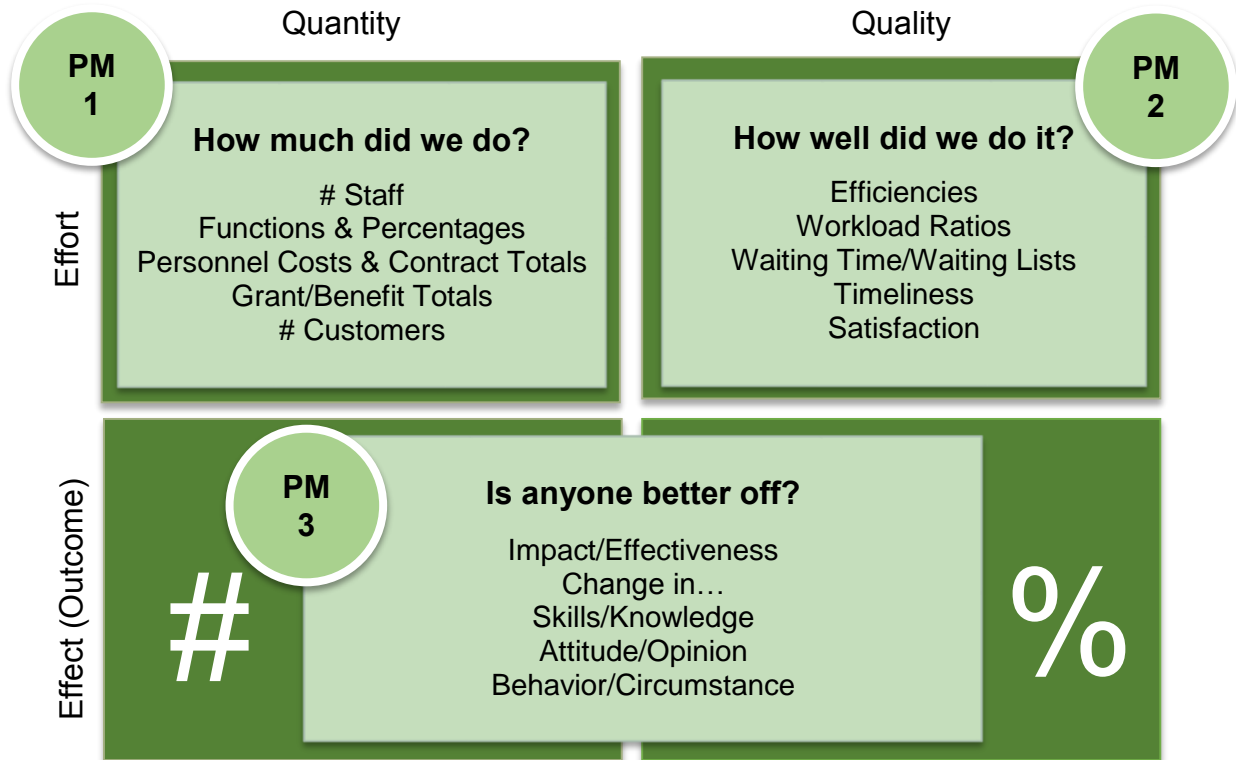 Quantity
Quality
PM
1
PM
2
Effort
How much did we do?
# Staff
Functions & Percentages
Personnel Costs & Contract Totals
Grant/Benefit Totals
# Customers
How well did we do it?
Efficiencies
Workload Ratios
Waiting Time/Waiting Lists
Timeliness
Satisfaction
Effect (Outcome)
#
PM
3
Is anyone better off?
Impact/Effectiveness
Change in…
Skills/Knowledge
Attitude/Opinion
Behavior/Circumstance
%